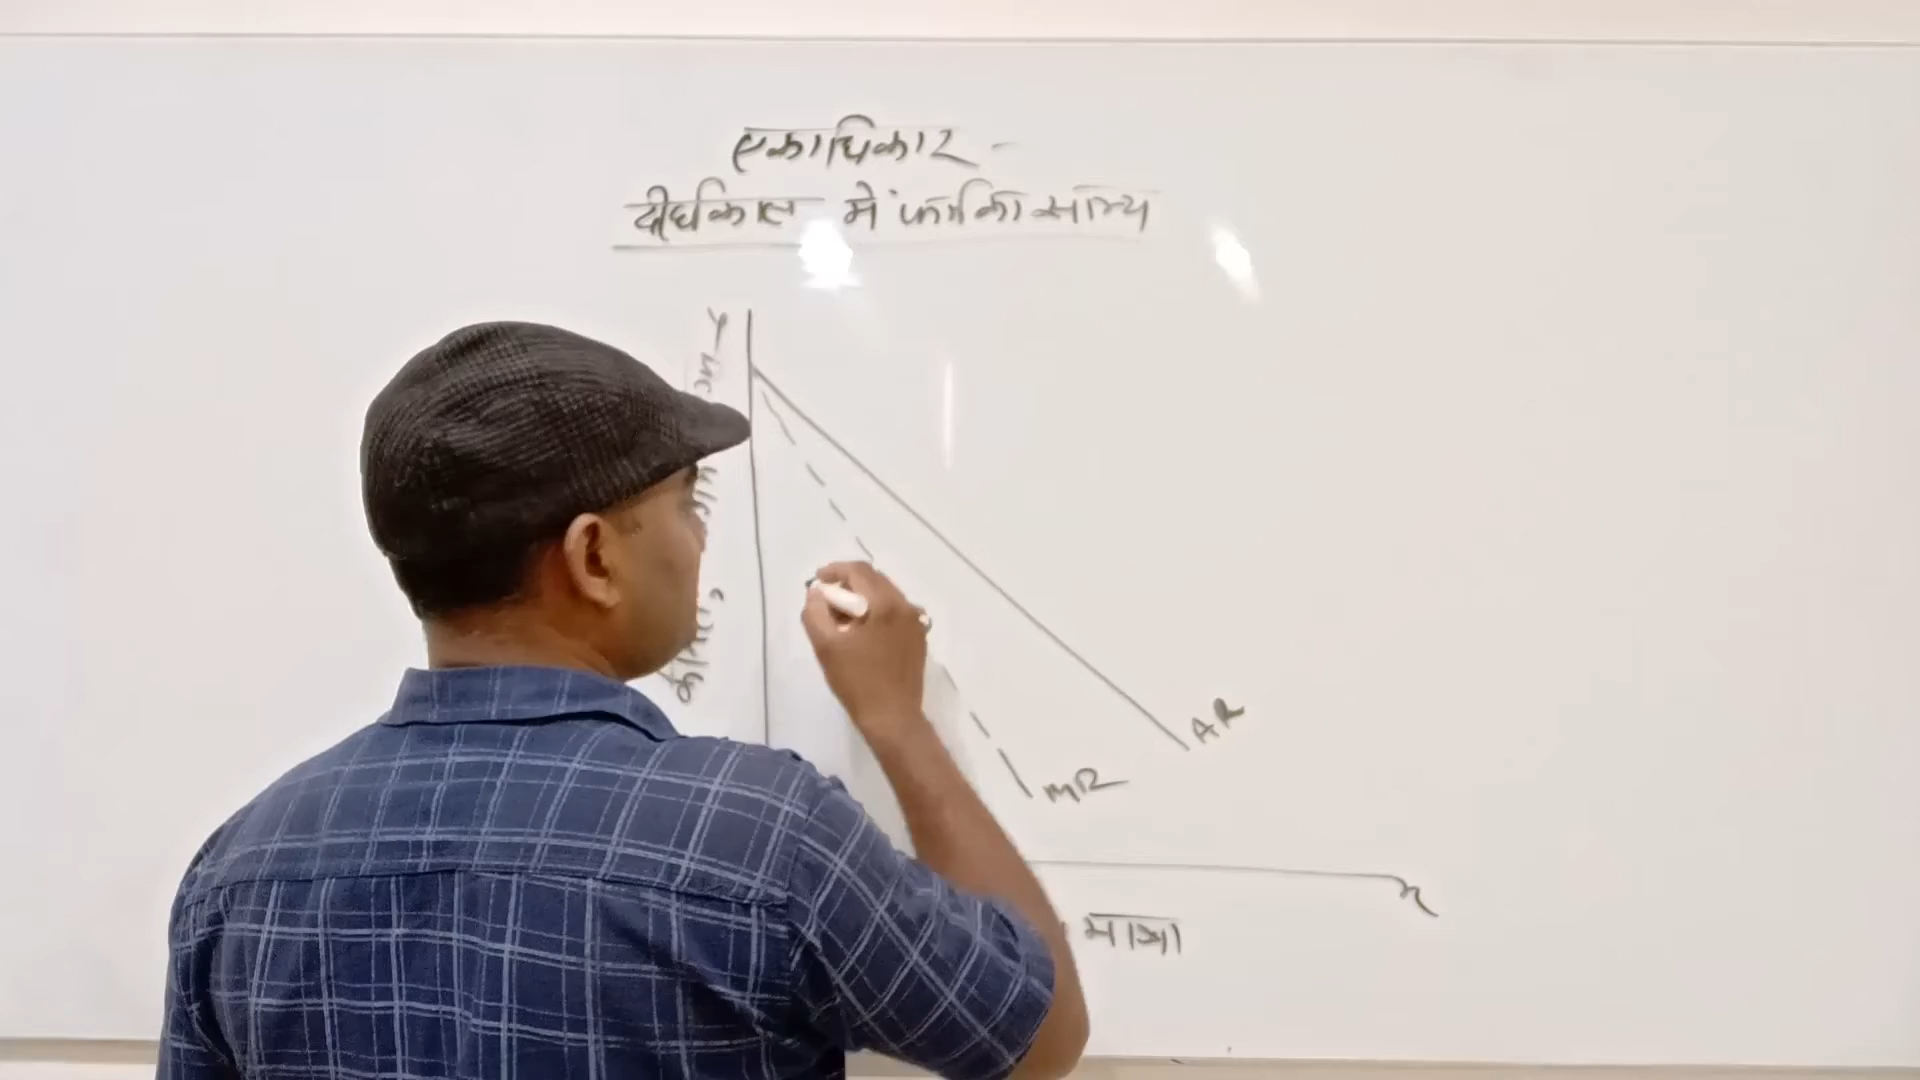 एकाधिकार -
दीर्घकाल में फर्म का साम्य
Y
AR
MR
X
मात्रा